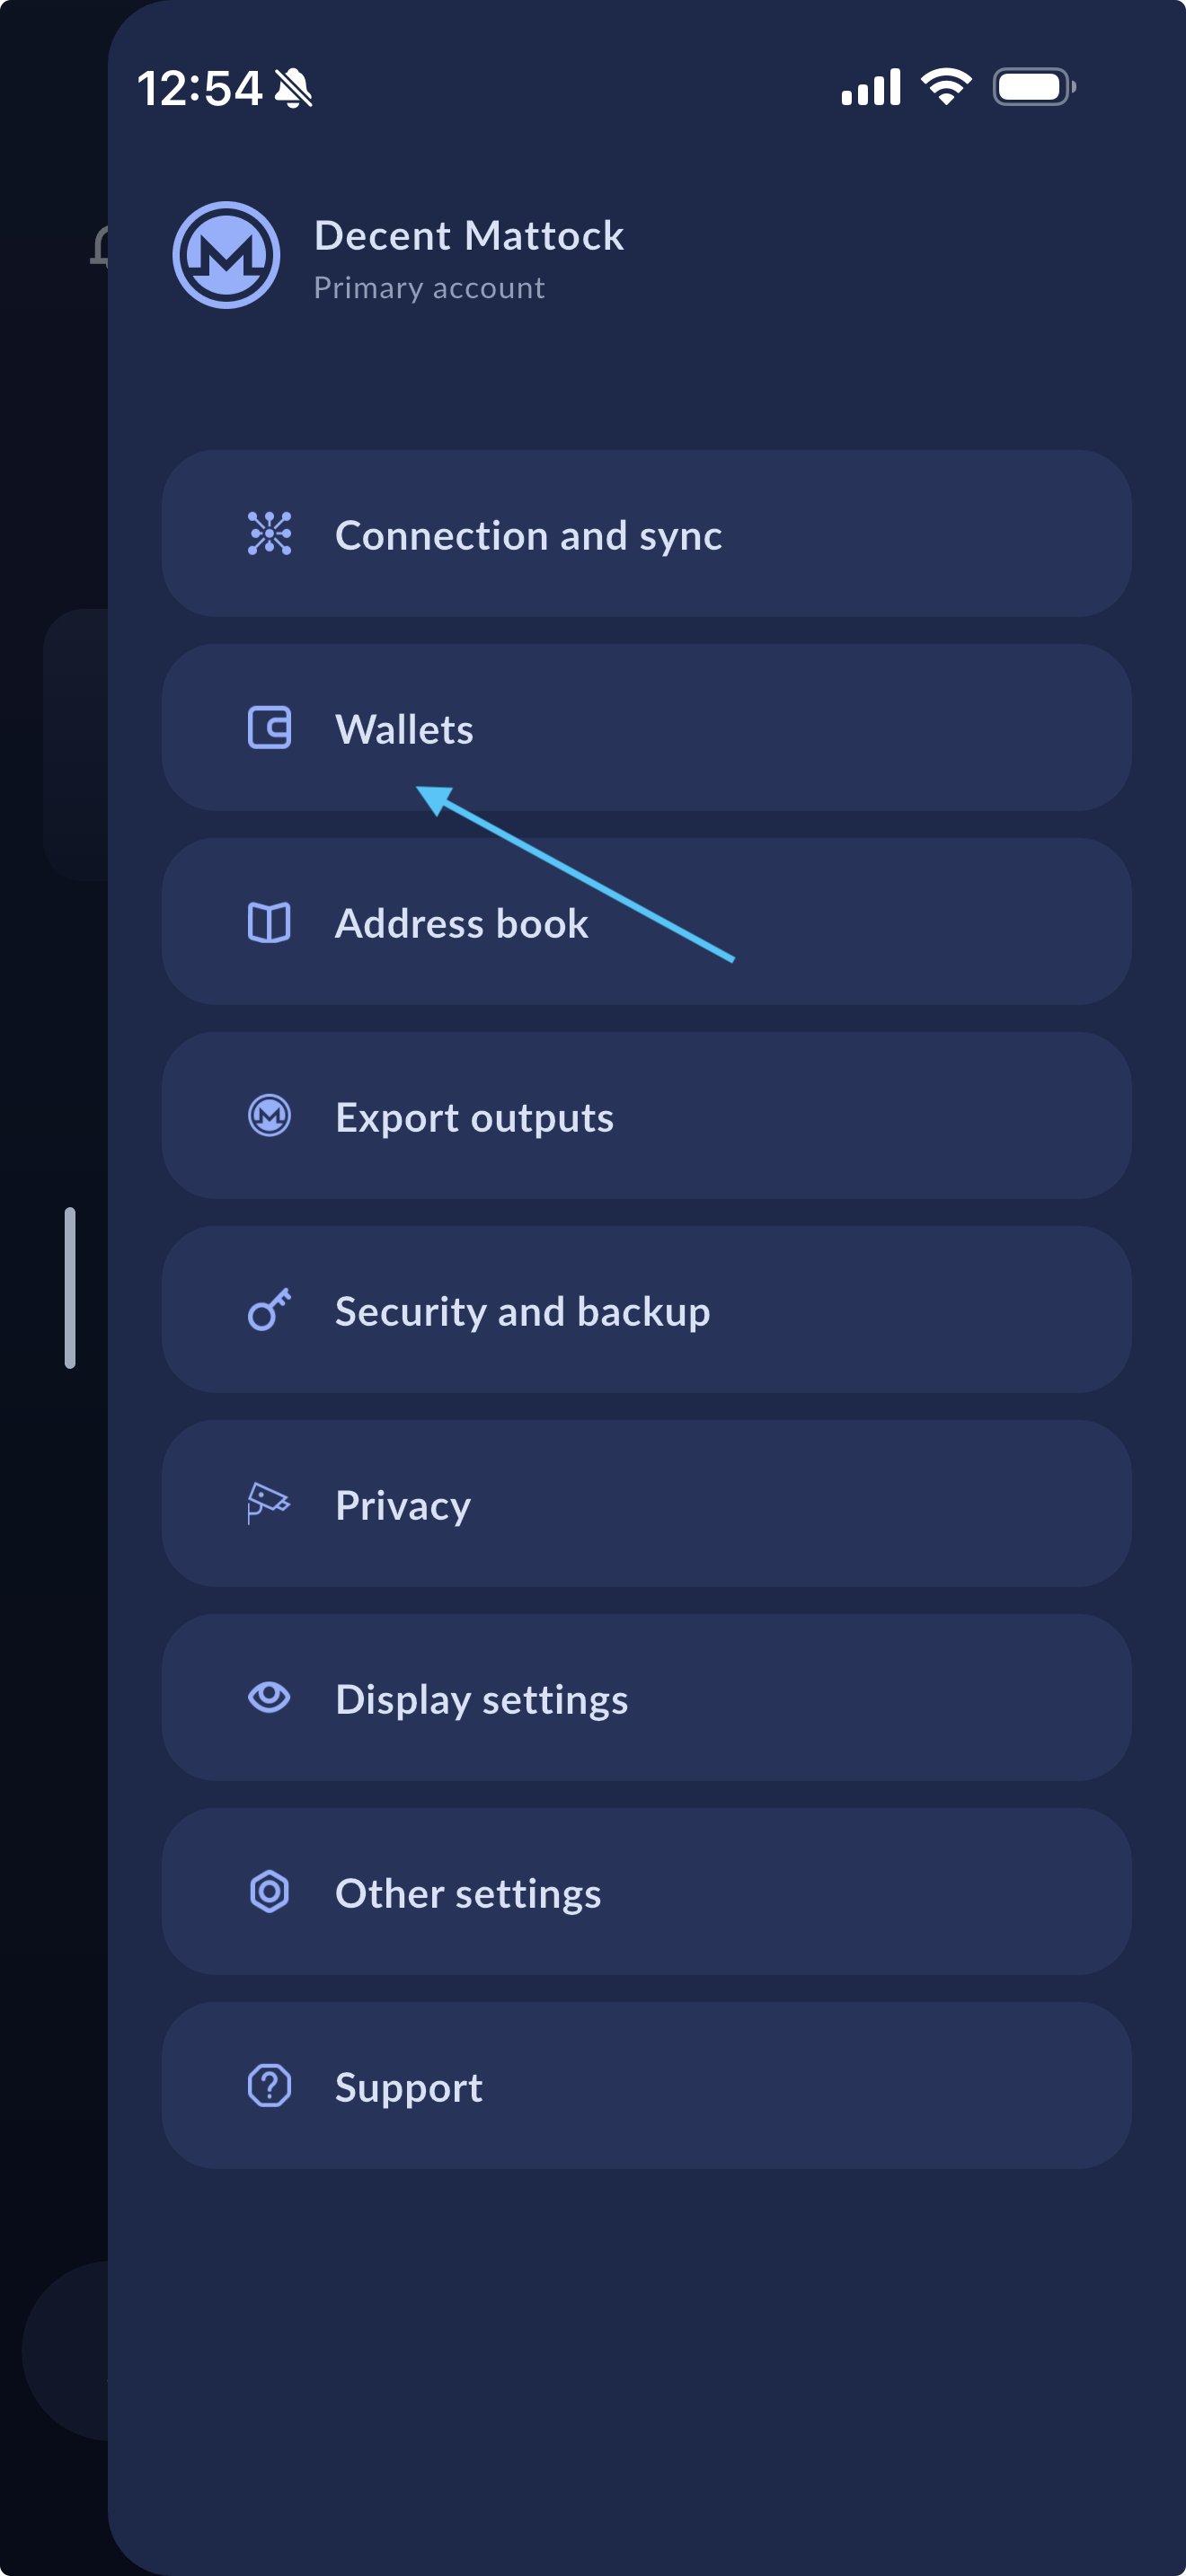 12:54
Decent Mattock
Primary account
Connection and sync
Wallets
Address book
Export outputs
Security and backup
Privacy
Display settings
Other settings
Support